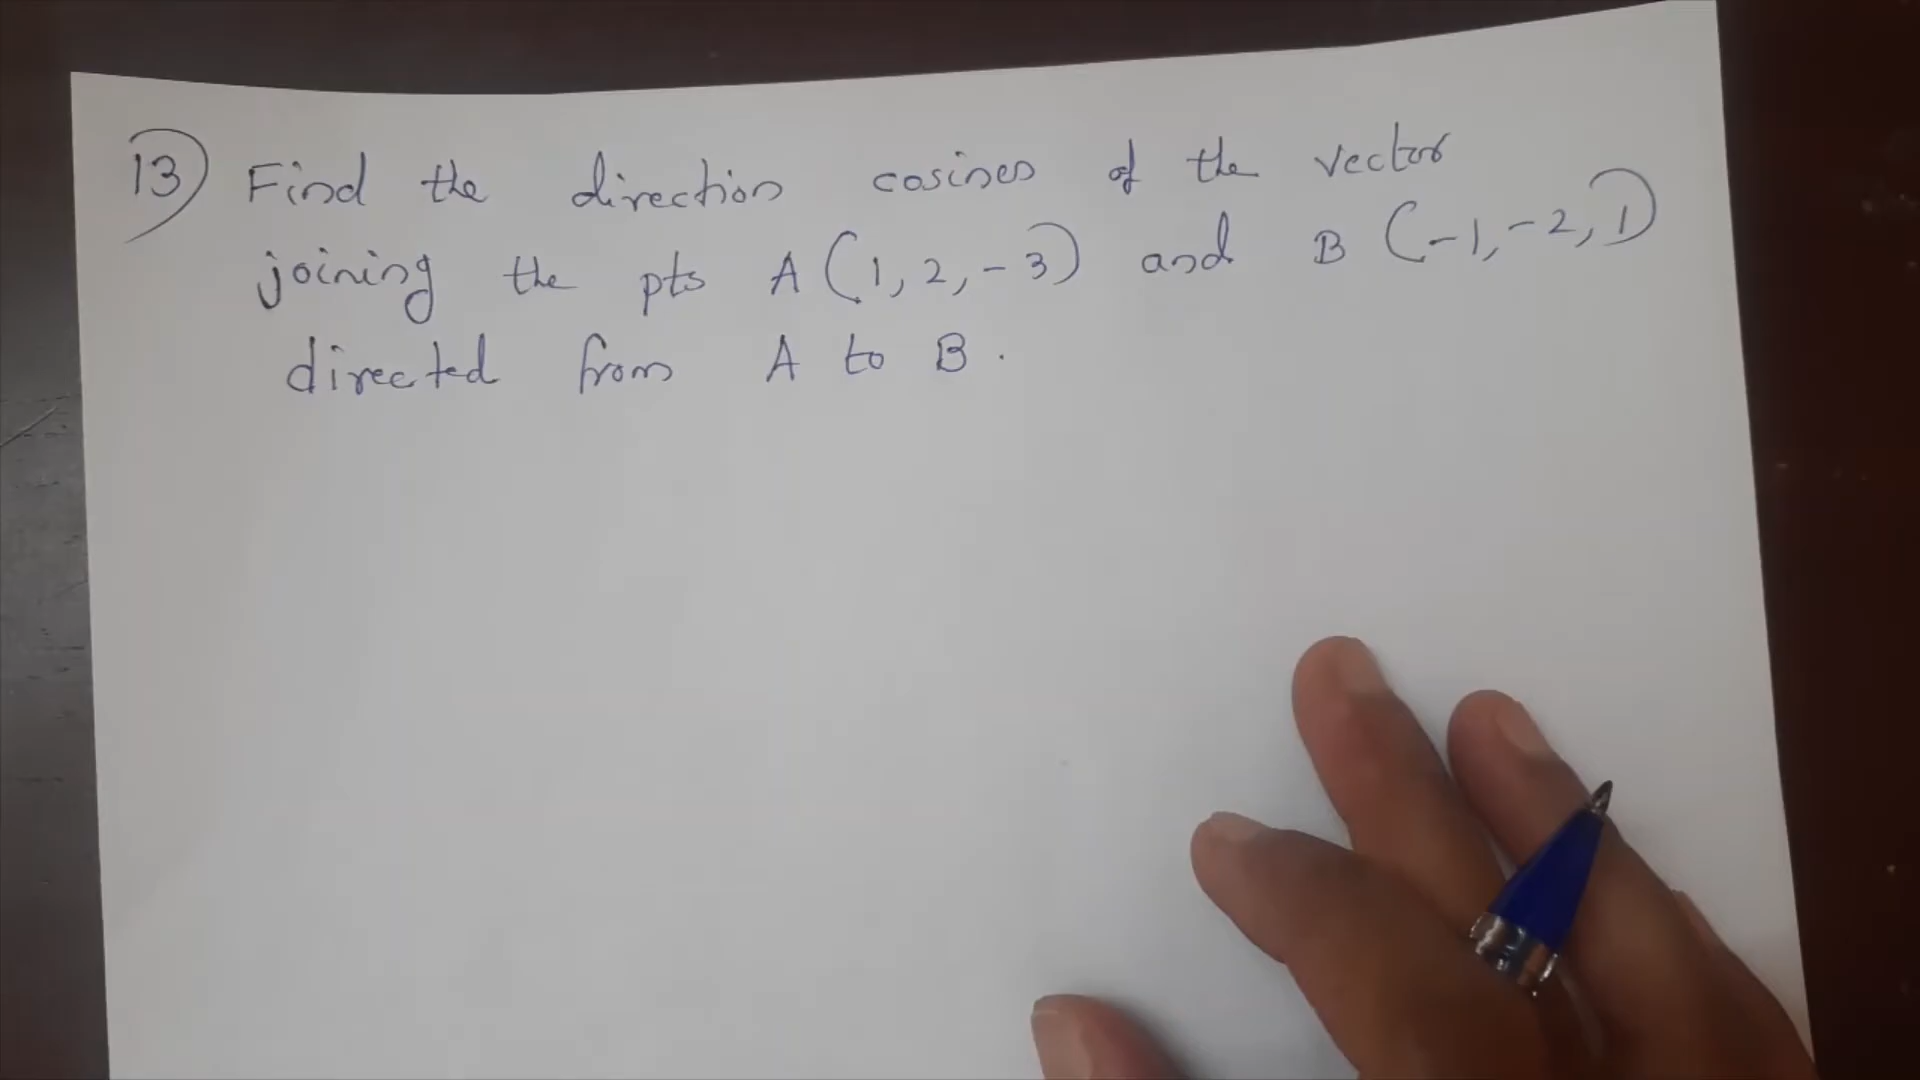 13) Find the direction cosines of the vector
joining the pts A (1, 2, -3) and B (-1, -2, 1)
directed from A to B.